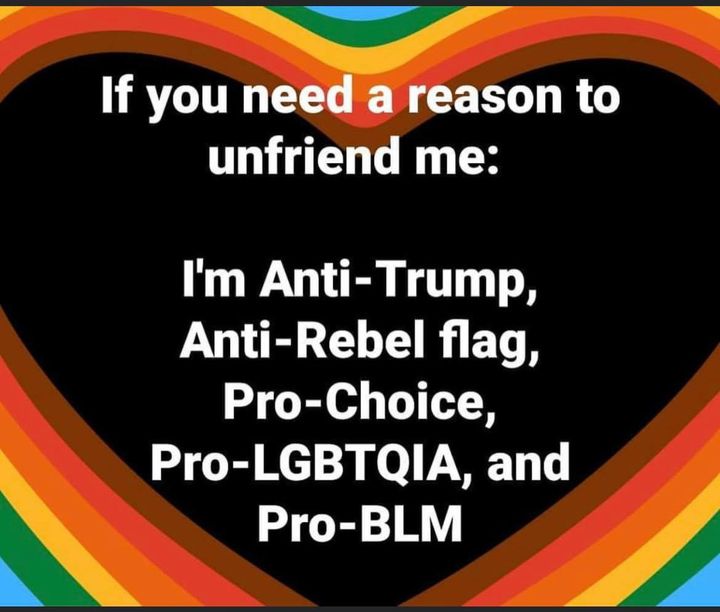 If you need a reason to
unfriend me:
I'm Anti-Trump,
Anti-Rebel flag,
Pro-Choice,
Pro-LGBTQIA, and
Pro-BLM